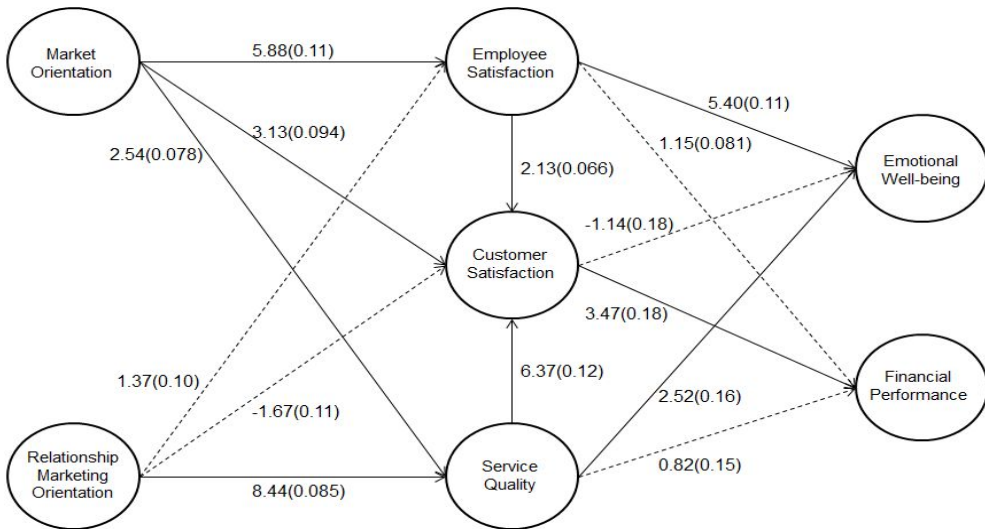 Market
Orientation
5.88(0.11)
Employee
Satisfaction
5.40(0.11)
3.13(0.094)
2.54(0.078)
1.15(0.081)
2.13(0.066)
Emotional
Well-being
-1.14(0.18)
Customer
Satisfaction
3.47(0.18)
6.37(0.12)
1.37(0.10)
-1.67(0.11)
Financial
Performance
2.52(0.16)
Relationship
Marketing
Orientation
8.44(0.085)
Service
Quality
0.82(0.15)